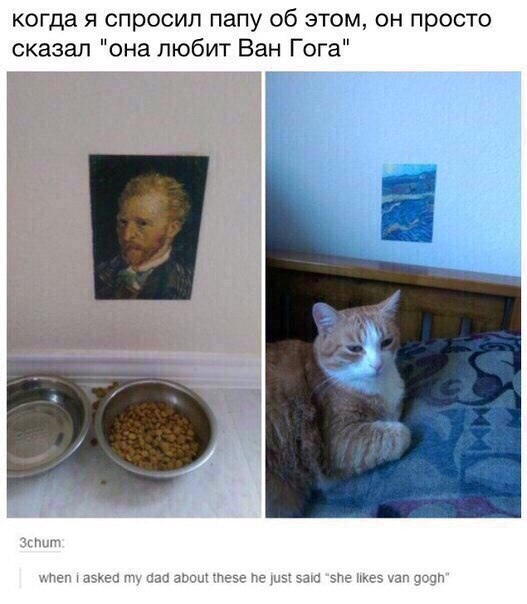 когда я спросил папу об этом, он просто
сказал "она любит Ван Гога"
3chum:
when i asked my dad about these he just said "she likes van gogh"